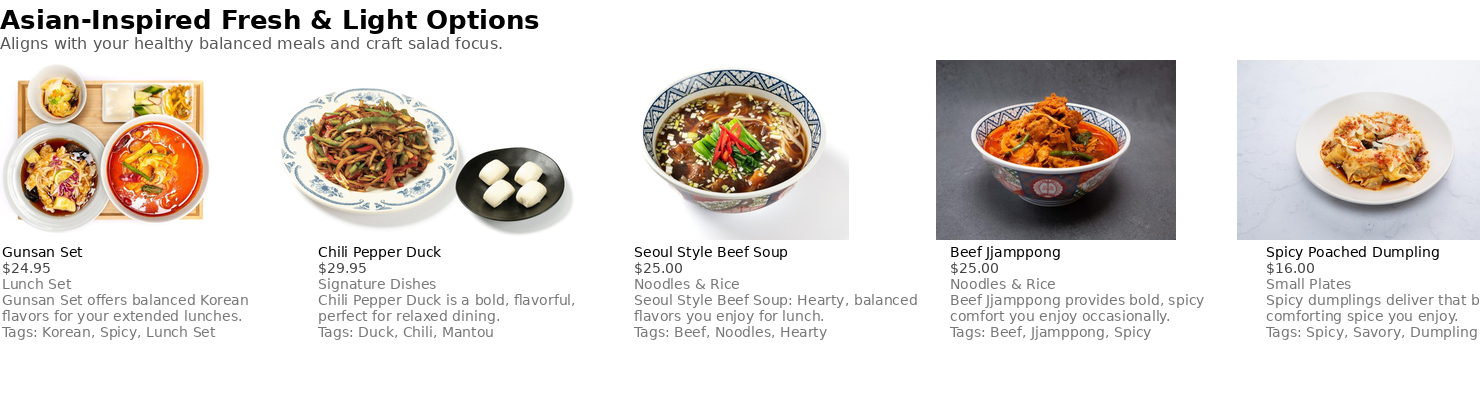 Asian-Inspired Fresh & Light Options
Aligns with your healthy balanced meals and craft salad focus.
Gunsan Set
$24.95
Lunch Set
Gunsan Set offers balanced Korean
flavors for your extended lunches.
Tags: Korean, Spicy, Lunch Set
Chili Pepper Duck
$29.95
Signature Dishes
Chili Pepper Duck is a bold, flavorful,
perfect for relaxed dining.
Tags: Duck, Chili, Mantou
Seoul Style Beef Soup
$25.00
Noodles & Rice
Seoul Style Beef Soup: Hearty, balanced
flavors you enjoy for lunch.
Tags: Beef, Noodles, Hearty
Beef Jjamppong
$25.00
Noodles & Rice
Beef Jjamppong provides bold, spicy
comfort you enjoy occasionally.
Tags: Beef, Jjamppong, Spicy
Spicy Poached Dumpling
$16.00
Small Plates
Spicy dumplings deliver that b
comforting spice you enjoy.
Tags: Spicy, Savory, Dumpling